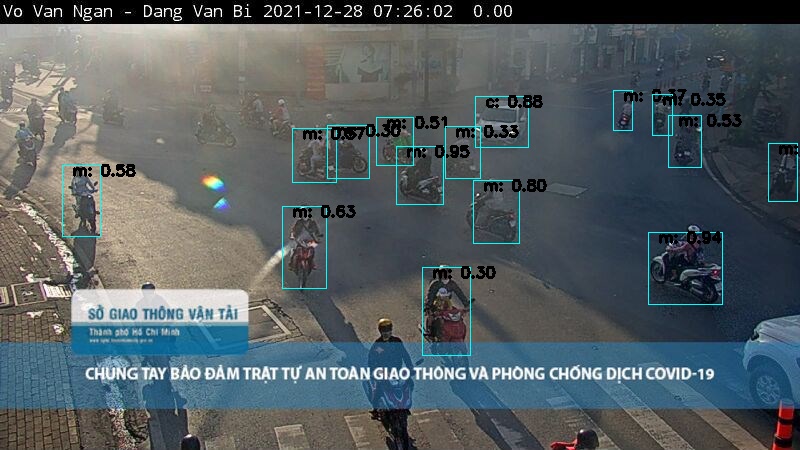 Vo Van Ngan - Dang Van Bi 2021-12-28 07:26:02 0.00
c: 0.88
m: 0.35
m: 0.51
m: 0.53
m: 0.33
m: 0.95
m: 0.58
m: 0.80
m: 0.63
m: 0.94
m: 0.30
SỞ GIAO THÔNG VẬN TẢI
Thành phố Hồ Chí Minh
CHUNG TAY BẢO ĐẢM TRẬT TỰ AN TOÀN GIAO THÔNG VÀ PHÒNG CHỐNG DỊCH COVID-19